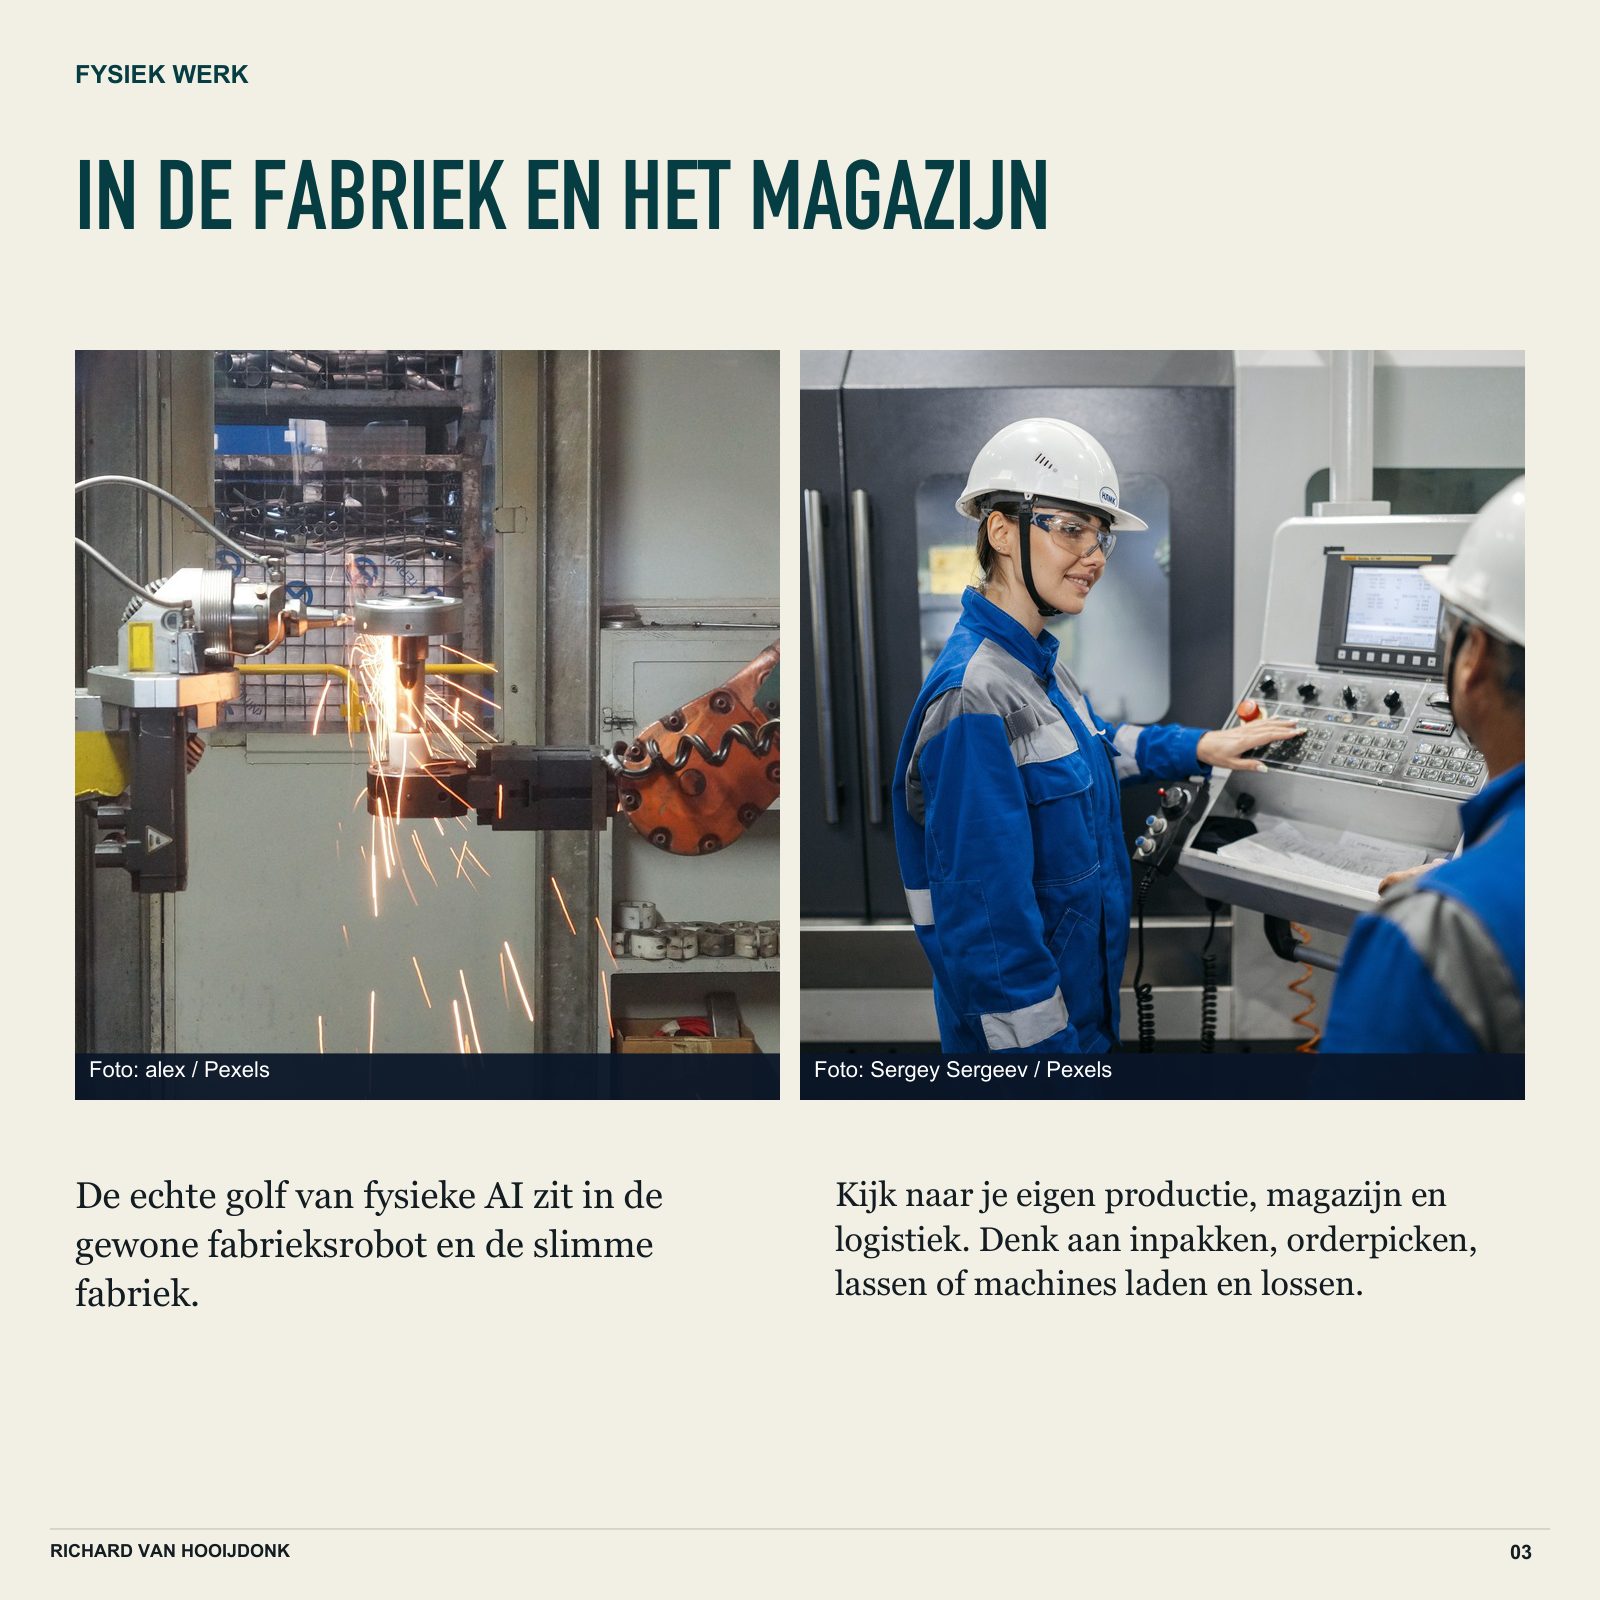 FYSIEK WERK
IN DE FABRIEK EN HET MAGAZIJN
Foto: alex / Pexels
Foto: Sergey Sergeev / Pexels
De echte golf van fysieke AI zit in de
gewone fabrieksrobot en de slimme
fabriek.
Kijk naar je eigen productie, magazijn en
logistiek. Denk aan inpakken, orderpicken,
lassen of machines laden en lossen.
RICHARD VAN HOOIJDONK
03